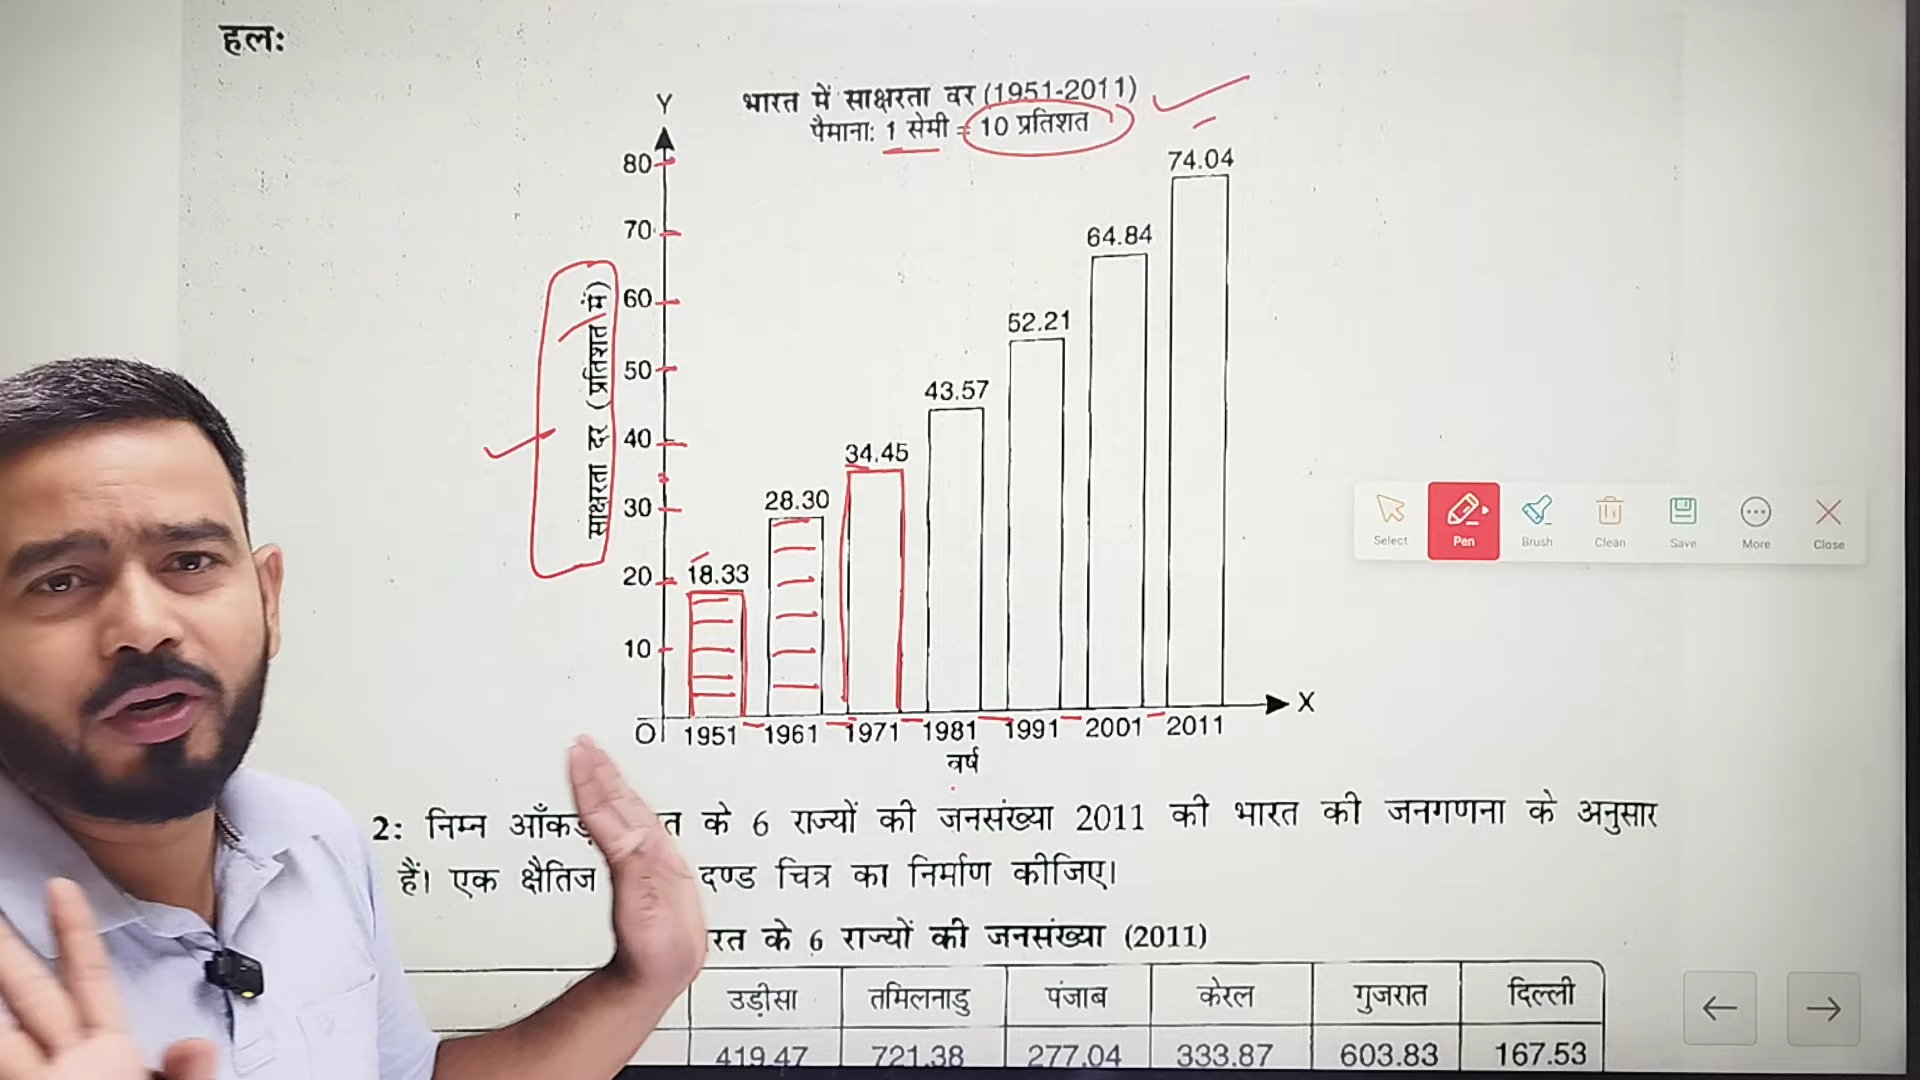 हलः
Y
भारत में साक्षरता वर (1951-2011)
पैमाना: 1 सेमी = 10 प्रतिशत
80
70
60
50
40
30
20
10
O
साक्षरता दर (प्रतिशत में)
18.33
28.30
34.45
43.57
52.21
64.84
74.04
X
1951 1961 1971 1981 1991 2001 2011
वर्ष
Select Pen Brush Clean Save More Close
2: निम्न के 6 राज्यों की जनसंख्या 2011 की भारत की जनगणना के अनुसार
हैं। एक क्षैतिज दण्ड चित्र का निर्माण कीजिए।
के 6 राज्यों की जनसंख्या (2011)
उड़ीसा तमिलनाडु पंजाब केरल गुजरात दिल्ली
419.47 721.38 277.04 333.87 603.83 167.53